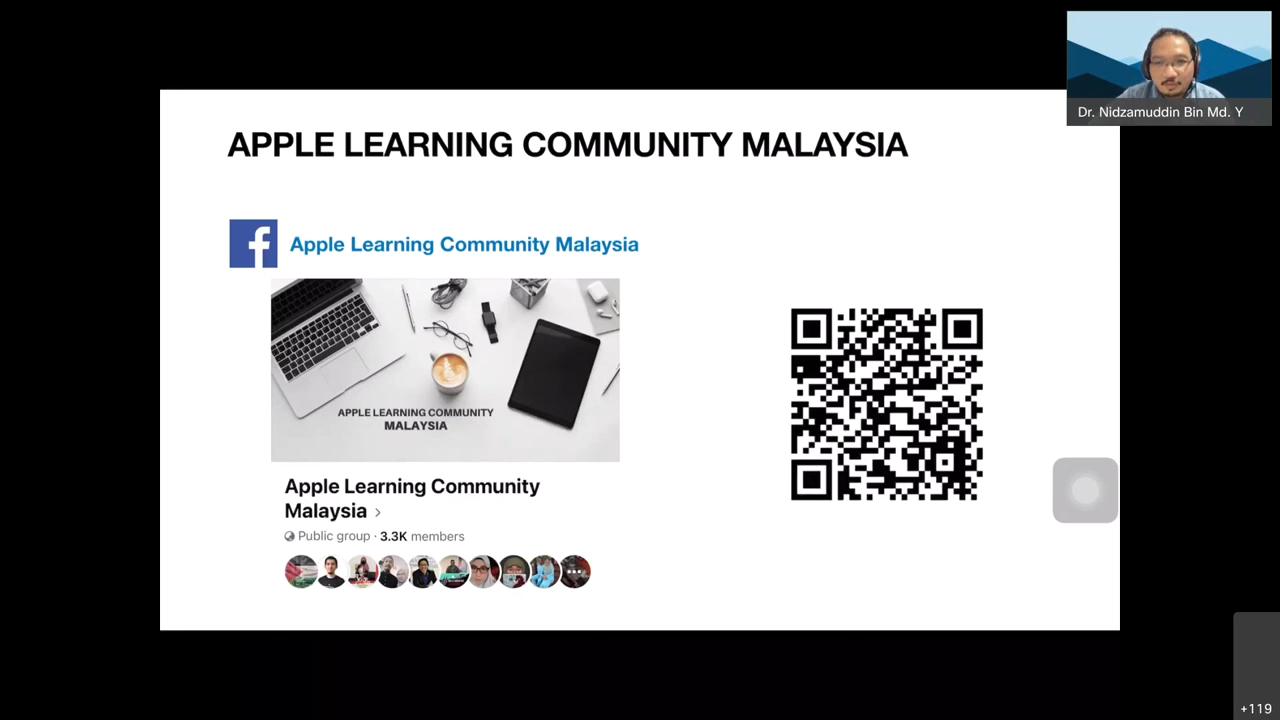 Dr. Nidzamuddin Bin Md. Y
APPLE LEARNING COMMUNITY MALAYSIA
f Apple Learning Community Malaysia
APPLE LEARNING COMMUNITY
MALAYSIA
Apple Learning Community
Malaysia >
Public group · 3.3K members
+119